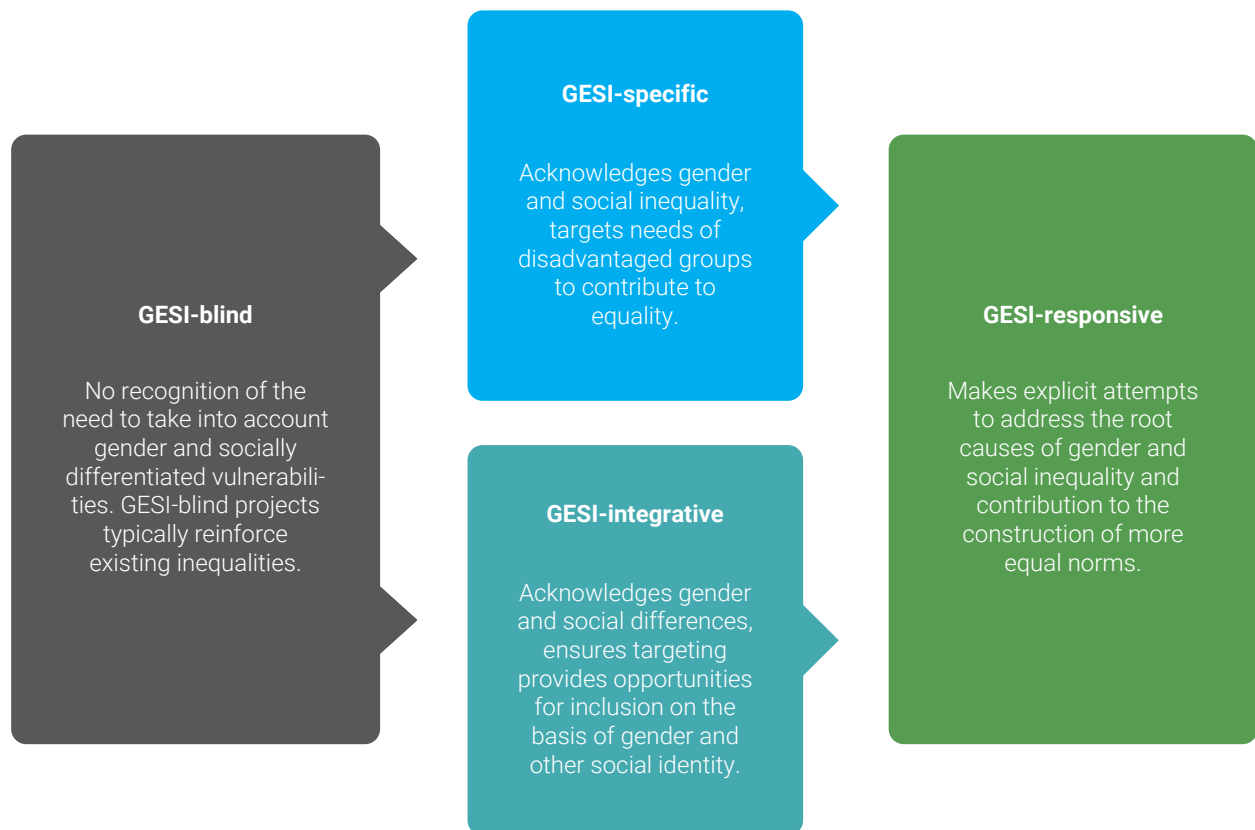 GESI-blind
No recognition of the
need to take into account
gender and socially
differentiated vulnerabili-
ties. GESI-blind projects
typically reinforce
existing inequalities.
GESI-specific
Acknowledges gender
and social inequality,
targets needs of
disadvantaged groups
to contribute to
equality.
GESI-integrative
Acknowledges gender
and social differences,
ensures targeting
provides opportunities
for inclusion on the
basis of gender and
other social identity.
GESI-responsive
Makes explicit attempts
to address the root
causes of gender and
social inequality and
contribution to the
construction of more
equal norms.